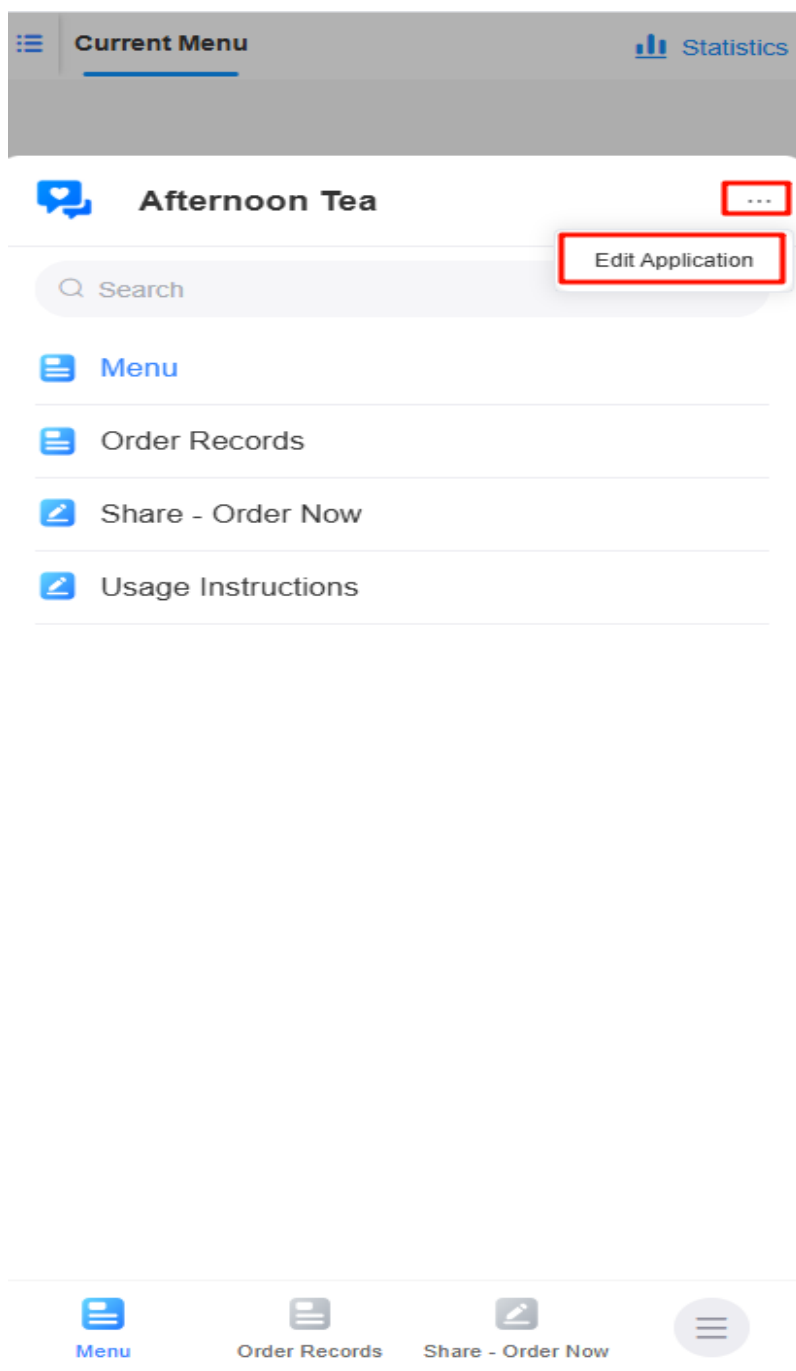 Current Menu
Statistics
Afternoon Tea
...
Edit Application
Search
Menu
Order Records
Share - Order Now
Usage Instructions
Menu
Order Records
Share - Order Now